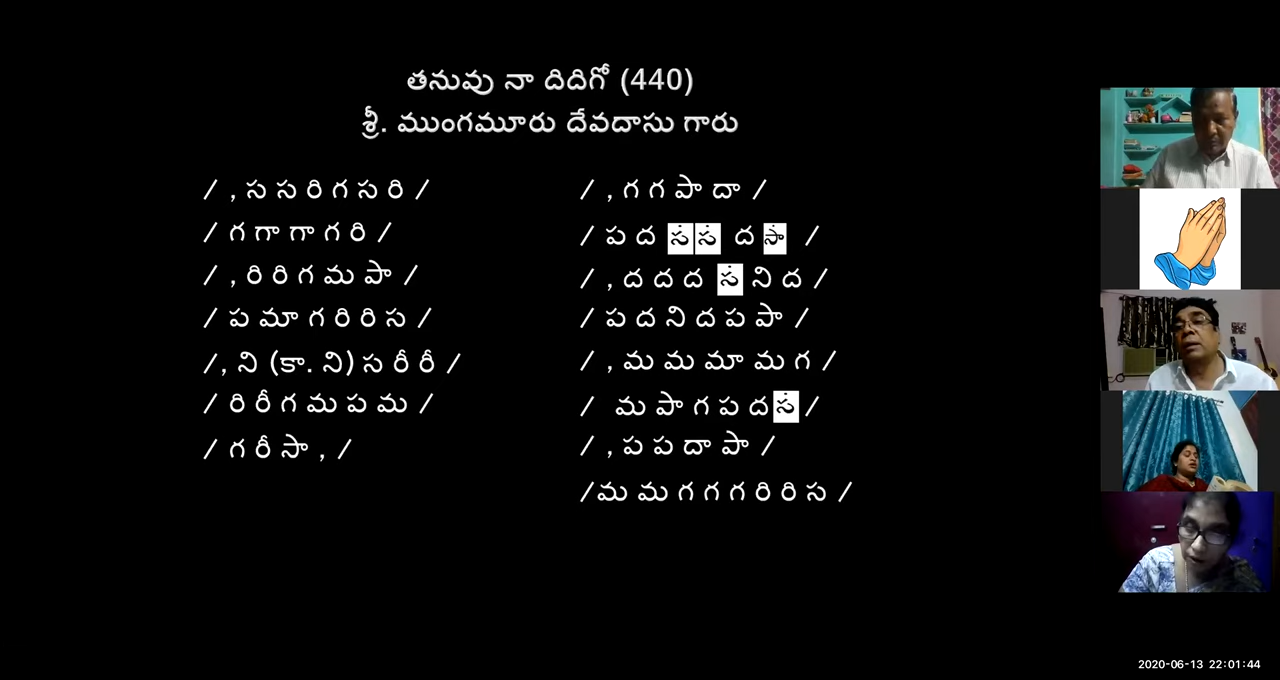 తనువు నా దిదిగో (440)
శ్రీ. ముంగమూరు దేవదాసు గారు
/ , స స రి గ స రి /
/ గ గా గా గ రి /
/ , రి రి గ మ పా /
/ ప మా గ రి రి స /
/, ని (కా. ని) స రీ రీ /
/ రి రీ గ మ ప మ /
/ గ రీ సా , /
/ , గ గ పా దా /
/ ప ద సં సં ద సાં /
/ , ద ద ద స̇ ని ద /
/ ప ద ని ద ప పా /
/ , మ మ మా మ గ /
/ మ పా గ ప ద స̇ /
/ , ప ప దా పా /
/మ మ గ గ గ రి రి స /
2020-06-13 22:01:44